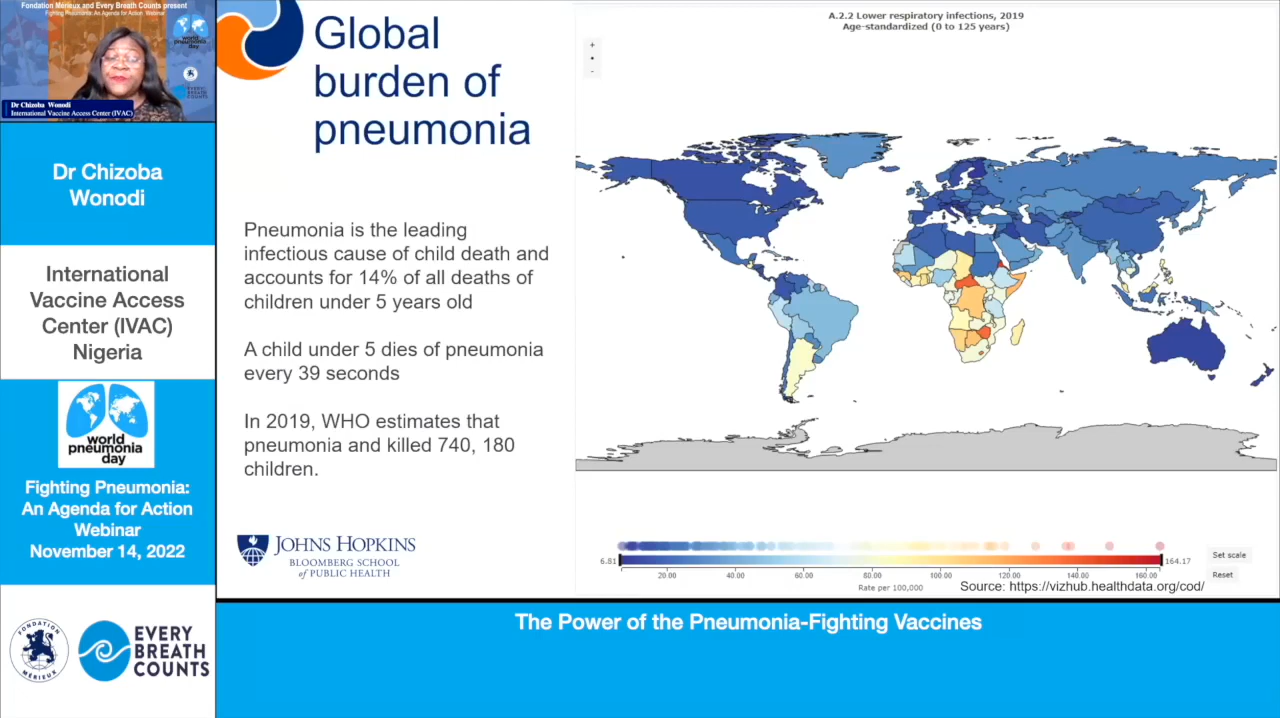 Fondation Mérieux and Every Breath Counts present
Fighting Pneumonia: An Agenda for Action Webinar
world
pneumonia
day
EVERY
BREATH
COUNTS
Dr Chizoba Wonodi
International Vaccine Access Center (IVAC)
Dr Chizoba
Wonodi
International
Vaccine Access
Center (IVAC)
Nigeria
world
pneumonia
day
Fighting Pneumonia:
An Agenda for Action
Webinar
November 14, 2022
FONDATION
MÉRIEUX
EVERY
BREATH
COUNTS
Global
burden of
pneumonia
Pneumonia is the leading
infectious cause of child death and
accounts for 14% of all deaths of
children under 5 years old
A child under 5 dies of pneumonia
every 39 seconds
In 2019, WHO estimates that
pneumonia and killed 740, 180
children.
JOHNS HOPKINS
BLOOMBERG SCHOOL
of PUBLIC HEALTH
A.2.2 Lower respiratory infections, 2019
Age-standardized (0 to 125 years)
+
-
6.81
164.17
20.00 40.00 60.00 80.00 100.00 120.00 140.00 160.00
Rate per 100,000
Set scale
Reset
Source: https://vizhub.healthdata.org/cod/
The Power of the Pneumonia-Fighting Vaccines